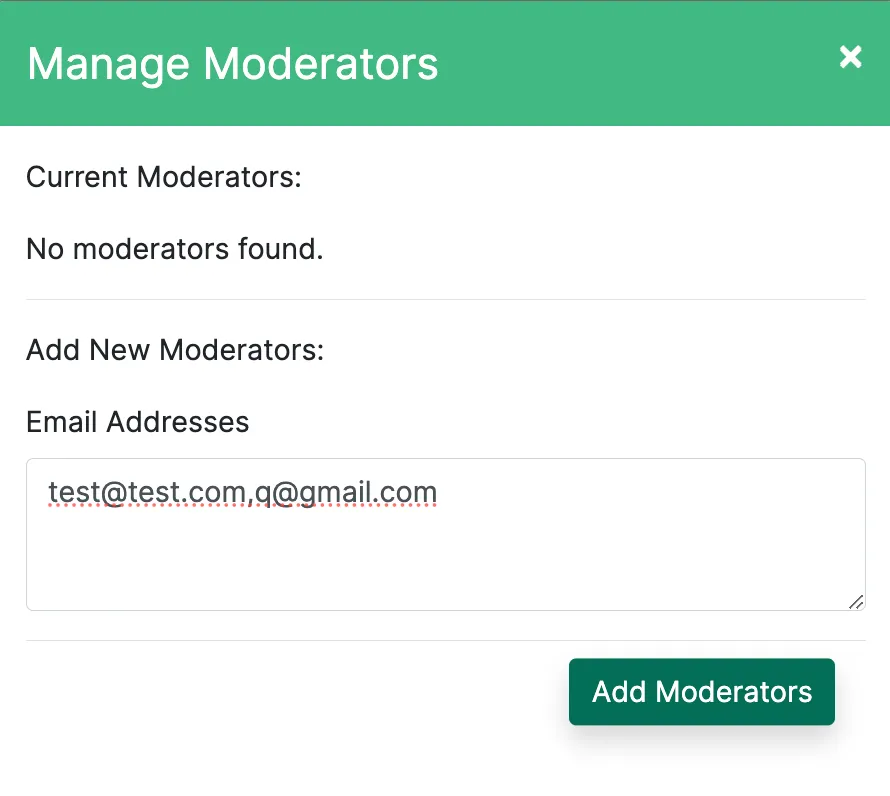 Manage Moderators
Current Moderators:
No moderators found.
Add New Moderators:
Email Addresses
test@test.com,q@gmail.com
Add Moderators